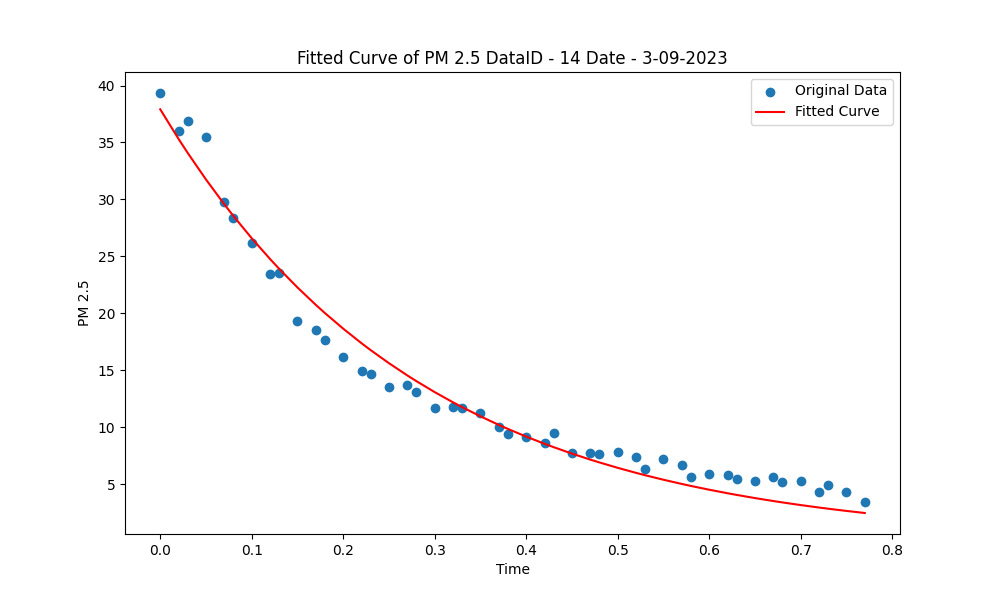 Fitted Curve of PM 2.5 DataID - 14 Date - 3-09-2023
Original Data
Fitted Curve
40
35
30
25
20
15
10
5
PM 2.5
0.0 0.1 0.2 0.3 0.4 0.5 0.6 0.7 0.8
Time